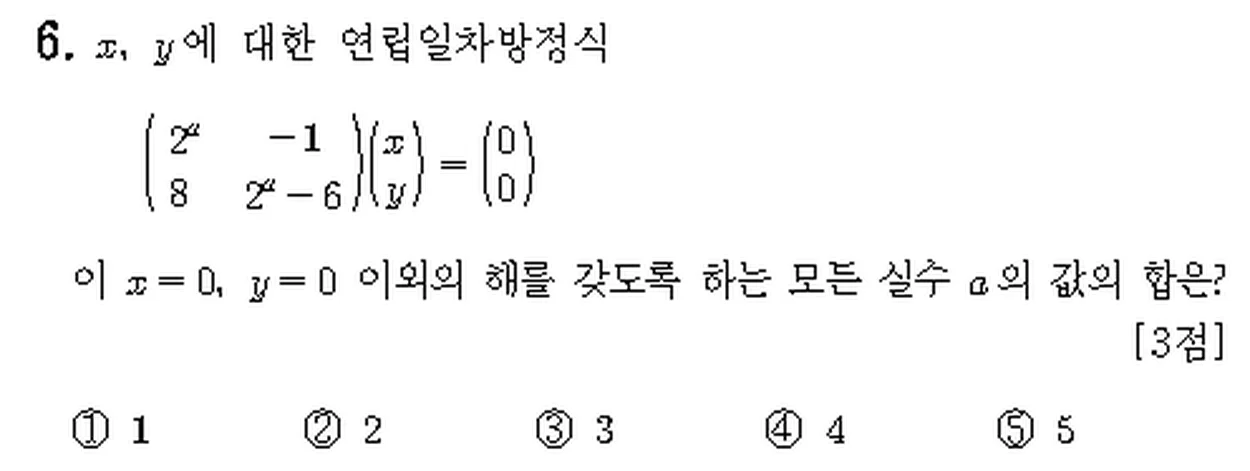 6. x, y에 대한 연립일차방정식
( 2^a -1 ) ( x ) = ( 0 )
( 8 2^a - 6 ) ( y ) ( 0 )
이 x = 0, y = 0 이외의 해를 갖도록 하는 모든 실수 a의 값의 합은?
[3점]
① 1 ② 2 ③ 3 ④ 4 ⑤ 5